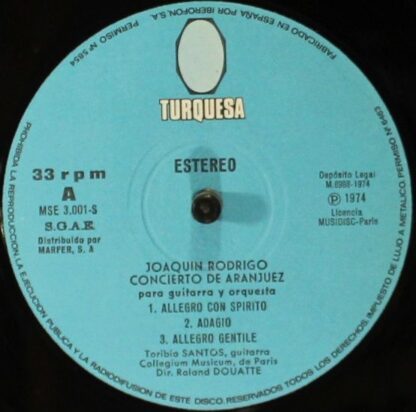 PROHIBIDA LA REPRODUCCION, LA EJECUCION PUBLICA Y LA RADIODIFUSION DE ESTE DISCO. RESERVADOS TODOS LOS DERECHOS.
IMPUESTO DE LUJO A METALICO, PERMISO Nº 6463
PERMISO Nº 5854
FABRICADO EN ESPAÑA POR IBEROFON, S.A.
TURQUESA
ESTEREO
33 rpm
A
MSE 3.001-S
S.G.A.E.
Distribuido por
MARFER, S. A
Depósito Legal
M.8988-1974
Ⓟ 1974
Licencia
MUSIDISC-Paris
JOAQUIN RODRIGO
CONCIERTO DE ARANJUEZ
para guitarra y orquesta
1. ALLEGRO CON SPIRITO
2. ADAGIO
3. ALLEGRO GENTILE
Toribio SANTOS, guitarra
Collegium Musicum, de Paris
Dir. Roland DOUATTE